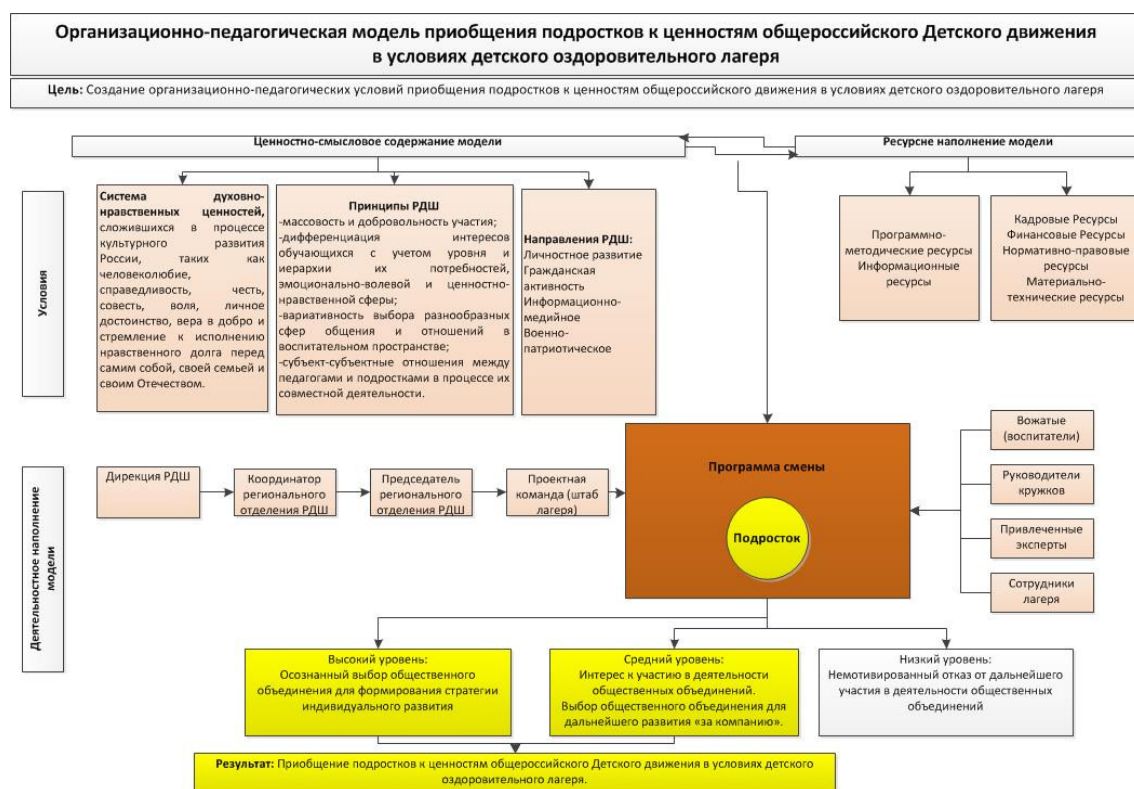 Организационно-педагогическая модель приобщения подростков к ценностям общероссийского Детского движения
в условиях детского оздоровительного лагеря
Цель: Создание организационно-педагогических условий приобщения подростков к ценностям общероссийского движения в условиях детского оздоровительного лагеря
Ценностно-смысловое содержание модели
Ресурсне наполнение модели
Условия
Система духовно-
нравственных ценностей,
сложившихся в процессе
культурного развития
России, таких как
человеколюбие,
справедливость, честь,
совесть, воля, личное
достоинство, вера в добро и
стремление к исполнению
нравственного долга перед
самим собой, своей семьей и
своим Отечеством.
Принципы РДШ
-массовость и добровольность участия;
-дифференциация интересов
обучающихся с учетом уровня и
иерархии их потребностей,
эмоционально-волевой и ценностно-
нравственной сферы;
-вариативность выбора разнообразных
сфер общения и отношений в
воспитательном пространстве;
-субъект-субъектные отношения между
педагогами и подростками в процессе их
совместной деятельности.
Направления РДШ:
Личностное развитие
Гражданская
активность
Информационно-
медийное
Военно-
патриотическое
Программно-
методические ресурсы
Информационные
ресурсы
Кадровые Ресурсы
Финансовые Ресурсы
Нормативно-правовые
ресурсы
Материально-
технические ресурсы
Деятельностное наполнение
модели
Дирекция РДШ
Координатор
регионального
отделения РДШ
Председатель
регионального
отделения РДШ
Проектная
команда (штаб
лагеря)
Программа смены
Подросток
Вожатые
(воспитатели)
Руководители
кружков
Привлеченные
эксперты
Сотрудники
лагеря
Высокий уровень:
Осознанный выбор общественного
объединения для формирования стратегии
индивидуального развития
Средний уровень:
Интерес к участию в деятельности
общественных объединений.
Выбор общественного объединения для
дальнейшего развития «за компанию».
Низкий уровень:
Немотивированный отказ от дальнейшего
участия в деятельности общественных
объединений
Результат: Приобщение подростков к ценностям общероссийского Детского движения в условиях детского
оздоровительного лагеря.